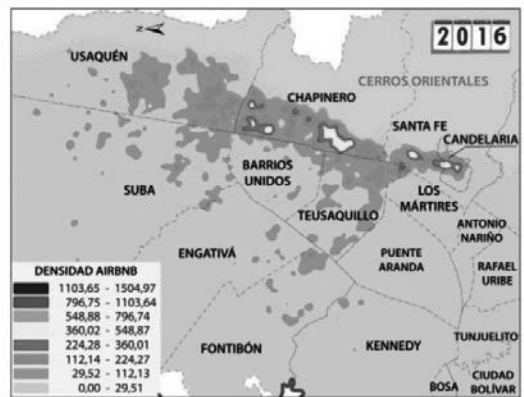 2016
N
USAQUÉN
CERROS ORIENTALES
CHAPINERO
SANTA FE
CANDELARIA
BARRIOS
UNIDOS
SUBA
LOS
MÁRTIRES
TEUSAQUILLO
ANTONIO
NARIÑO
ENGATIVÁ
PUENTE
ARANDA
RAFAEL
URIBE
DENSIDAD AIRBNB
1103,65 - 1504,97
796,75 - 1103,64
548,88 - 796,74
360,02 - 548,87
224,28 - 360,01
112,14 - 224,27
29,52 - 112,13
0,00 - 29,51
FONTIBÓN
KENNEDY
TUNJUELITO
BOSA
CIUDAD
BOLÍVAR